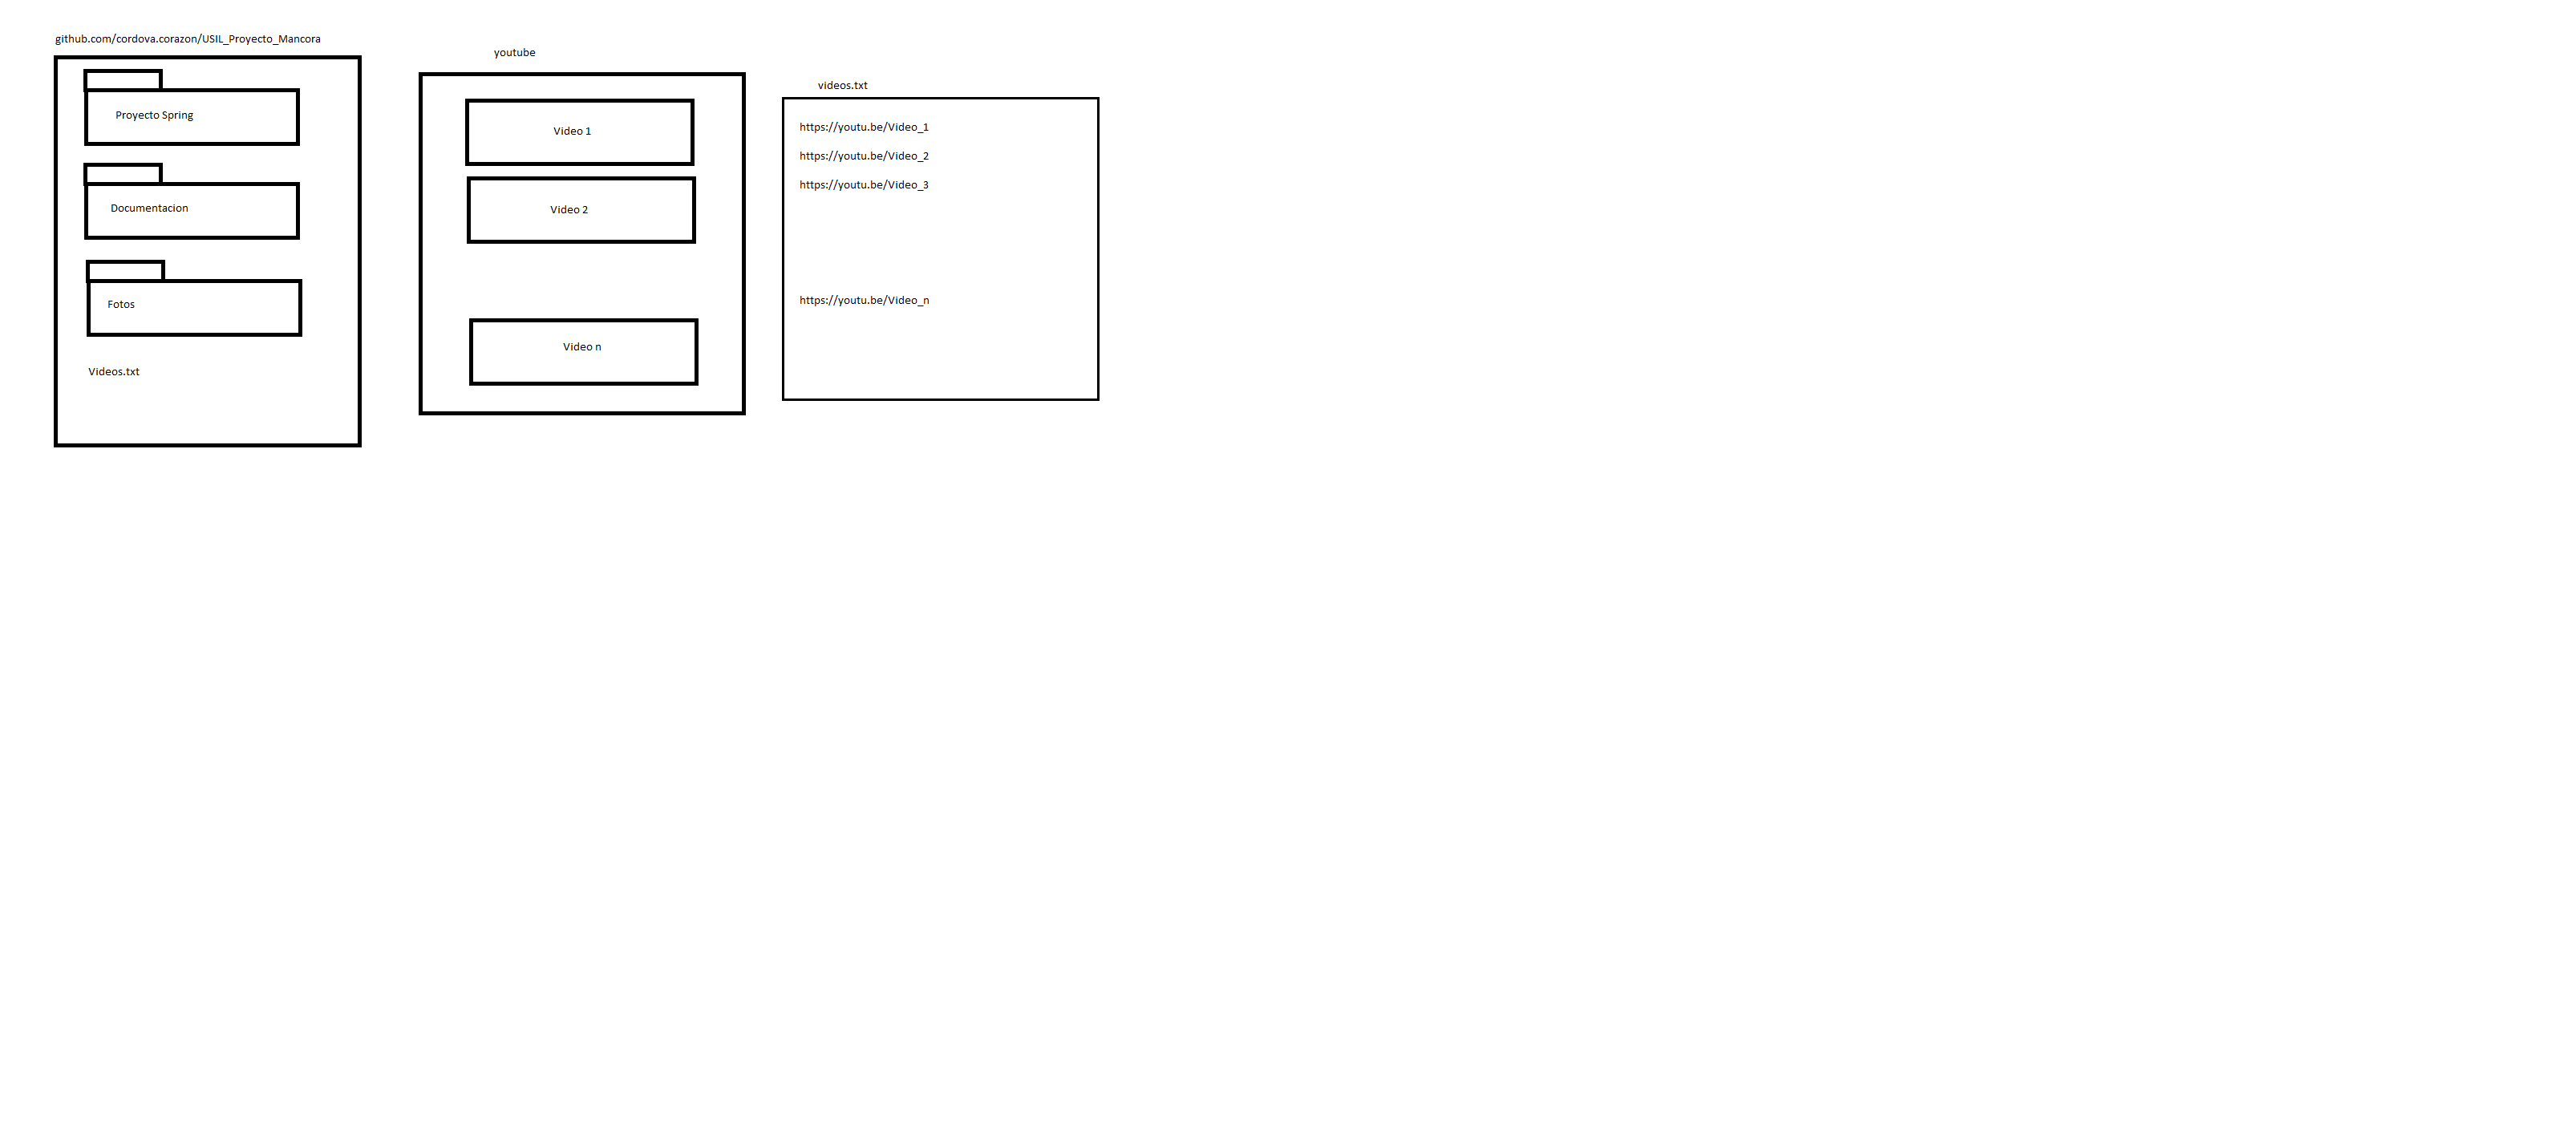 github.com/cordova.corazon/USIL_Proyecto_Mancora
Proyecto Spring
Documentacion
Fotos
Videos.txt
youtube
Video 1
Video 2
Video n
videos.txt
https://youtu.be/Video_1
https://youtu.be/Video_2
https://youtu.be/Video_3
https://youtu.be/Video_n